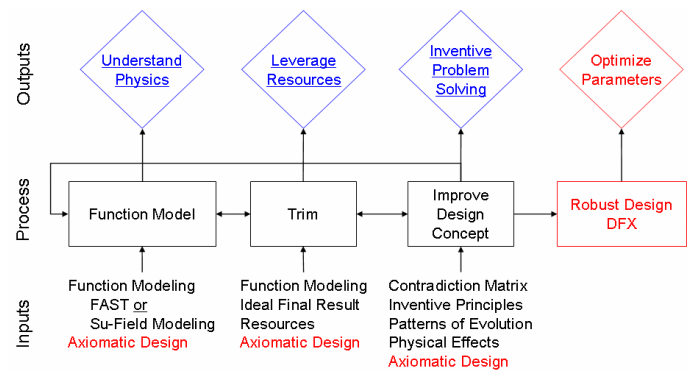 Outputs
Understand
Physics
Leverage
Resources
Inventive
Problem
Solving
Optimize
Parameters
Process
Function Model
Trim
Improve
Design
Concept
Robust Design
DFX
Inputs
Function Modeling
FAST or
Su-Field Modeling
Axiomatic Design
Function Modeling
Ideal Final Result
Resources
Axiomatic Design
Contradiction Matrix
Inventive Principles
Patterns of Evolution
Physical Effects
Axiomatic Design